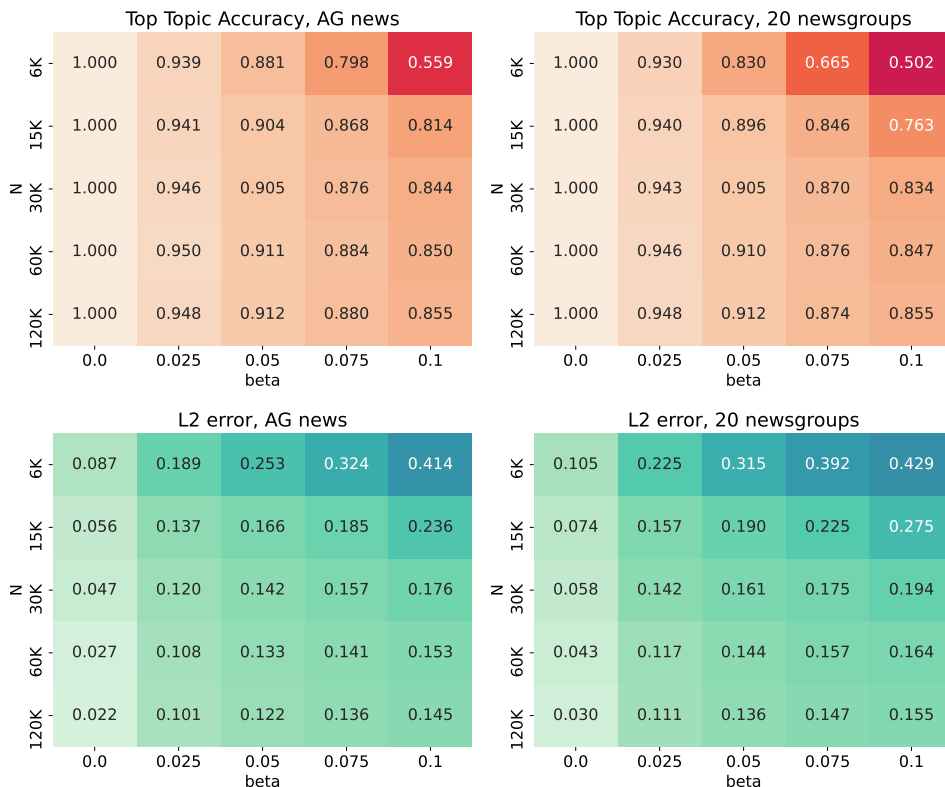 Top Topic Accuracy, AG news
6K 1.000 0.939 0.881 0.798 0.559
15K 1.000 0.941 0.904 0.868 0.814
N 30K 1.000 0.946 0.905 0.876 0.844
60K 1.000 0.950 0.911 0.884 0.850
120K 1.000 0.948 0.912 0.880 0.855
0.0 0.025 0.05 0.075 0.1
beta
Top Topic Accuracy, 20 newsgroups
6K 1.000 0.930 0.830 0.665 0.502
15K 1.000 0.940 0.896 0.846 0.763
N 30K 1.000 0.943 0.905 0.870 0.834
60K 1.000 0.946 0.910 0.876 0.847
120K 1.000 0.948 0.912 0.874 0.855
0.0 0.025 0.05 0.075 0.1
beta
L2 error, AG news
6K 0.087 0.189 0.253 0.324 0.414
15K 0.056 0.137 0.166 0.185 0.236
N 30K 0.047 0.120 0.142 0.157 0.176
60K 0.027 0.108 0.133 0.141 0.153
120K 0.022 0.101 0.122 0.136 0.145
0.0 0.025 0.05 0.075 0.1
beta
L2 error, 20 newsgroups
6K 0.105 0.225 0.315 0.392 0.429
15K 0.074 0.157 0.190 0.225 0.275
N 30K 0.058 0.142 0.161 0.175 0.194
60K 0.043 0.117 0.144 0.157 0.164
120K 0.030 0.111 0.136 0.147 0.155
0.0 0.025 0.05 0.075 0.1
beta